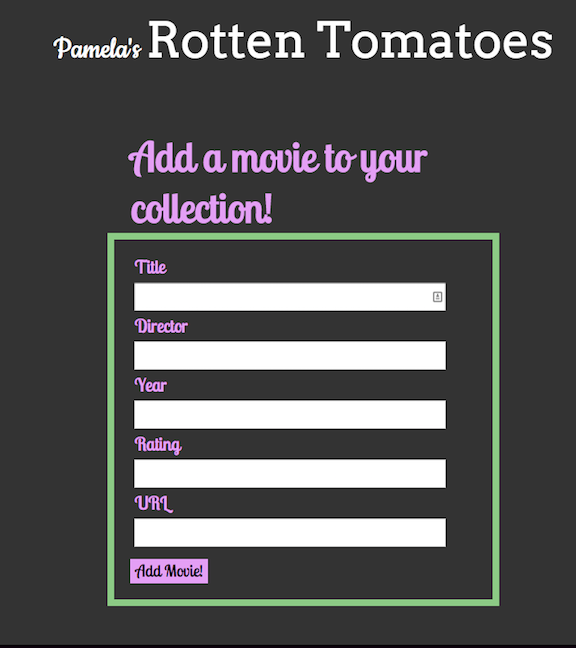 Pamela's Rotten Tomatoes
Add a movie to your
collection!
Title
Director
Year
Rating
URL
Add Movie!